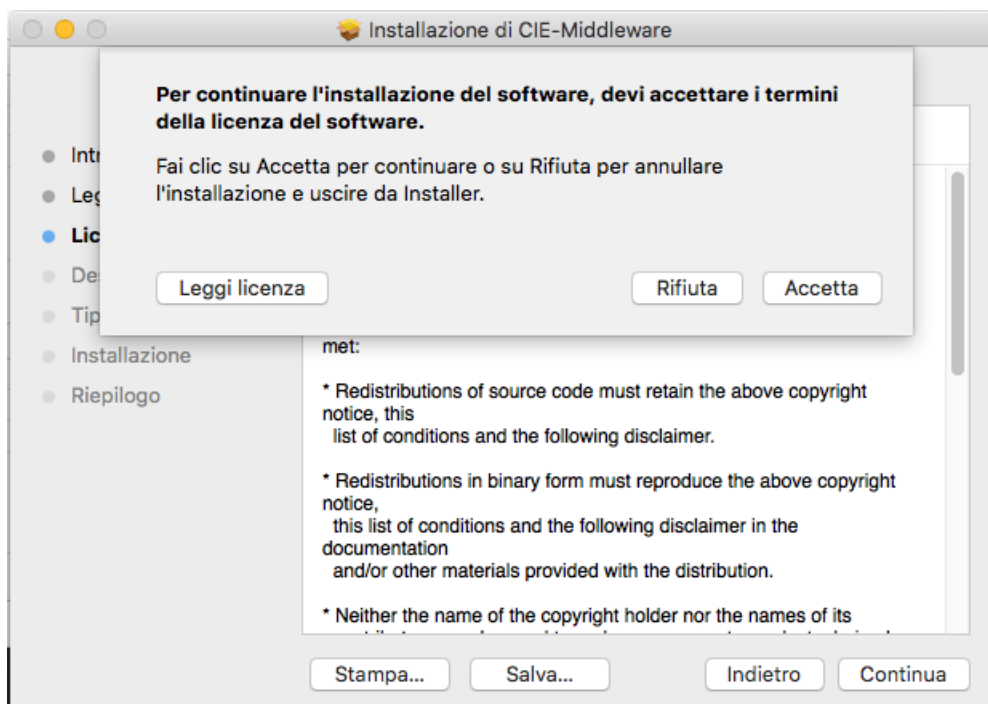 Installazione di CIE-Middleware
Per continuare l'installazione del software, devi accettare i termini
della licenza del software.
Fai clic su Accetta per continuare o su Rifiuta per annullare
l'installazione e uscire da Installer.
Leggi licenza
Rifiuta
Accetta
Installazione
Riepilogo
met:
* Redistributions of source code must retain the above copyright
notice, this
list of conditions and the following disclaimer.
* Redistributions in binary form must reproduce the above copyright
notice,
this list of conditions and the following disclaimer in the
documentation
and/or other materials provided with the distribution.
* Neither the name of the copyright holder nor the names of its
Stampa...
Salva...
Indietro
Continua